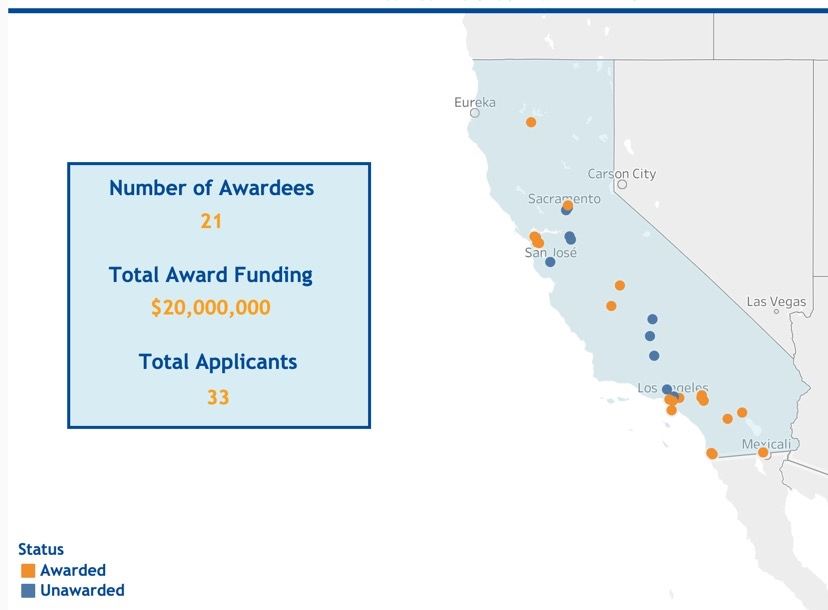 Number of Awardees
21
Total Award Funding
$20,000,000
Total Applicants
33
Eureka
Carson City
Sacramento
San José
Las Vegas
Los Angeles
Mexicali
Status
Awarded
Unawarded